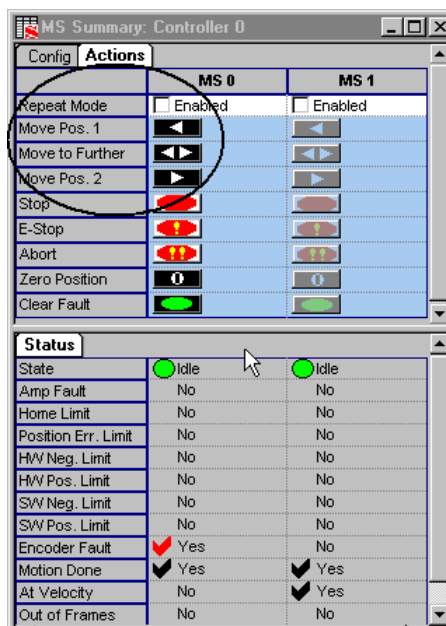 MS Summary: Controller 0
Config Actions
MS 0 MS 1
Repeat Mode Enabled Enabled
Move Pos. 1
Move to Further
Move Pos. 2
Stop
E-Stop ! !
Abort !! !!
Zero Position 0 0
Clear Fault
Status
State Idle Idle
Amp Fault No No
Home Limit No No
Position Err. Limit No No
HW Neg. Limit No No
HW Pos. Limit No No
SW Neg. Limit No No
SW Pos. Limit No No
Encoder Fault Yes No
Motion Done Yes Yes
At Velocity No Yes
Out of Frames No No